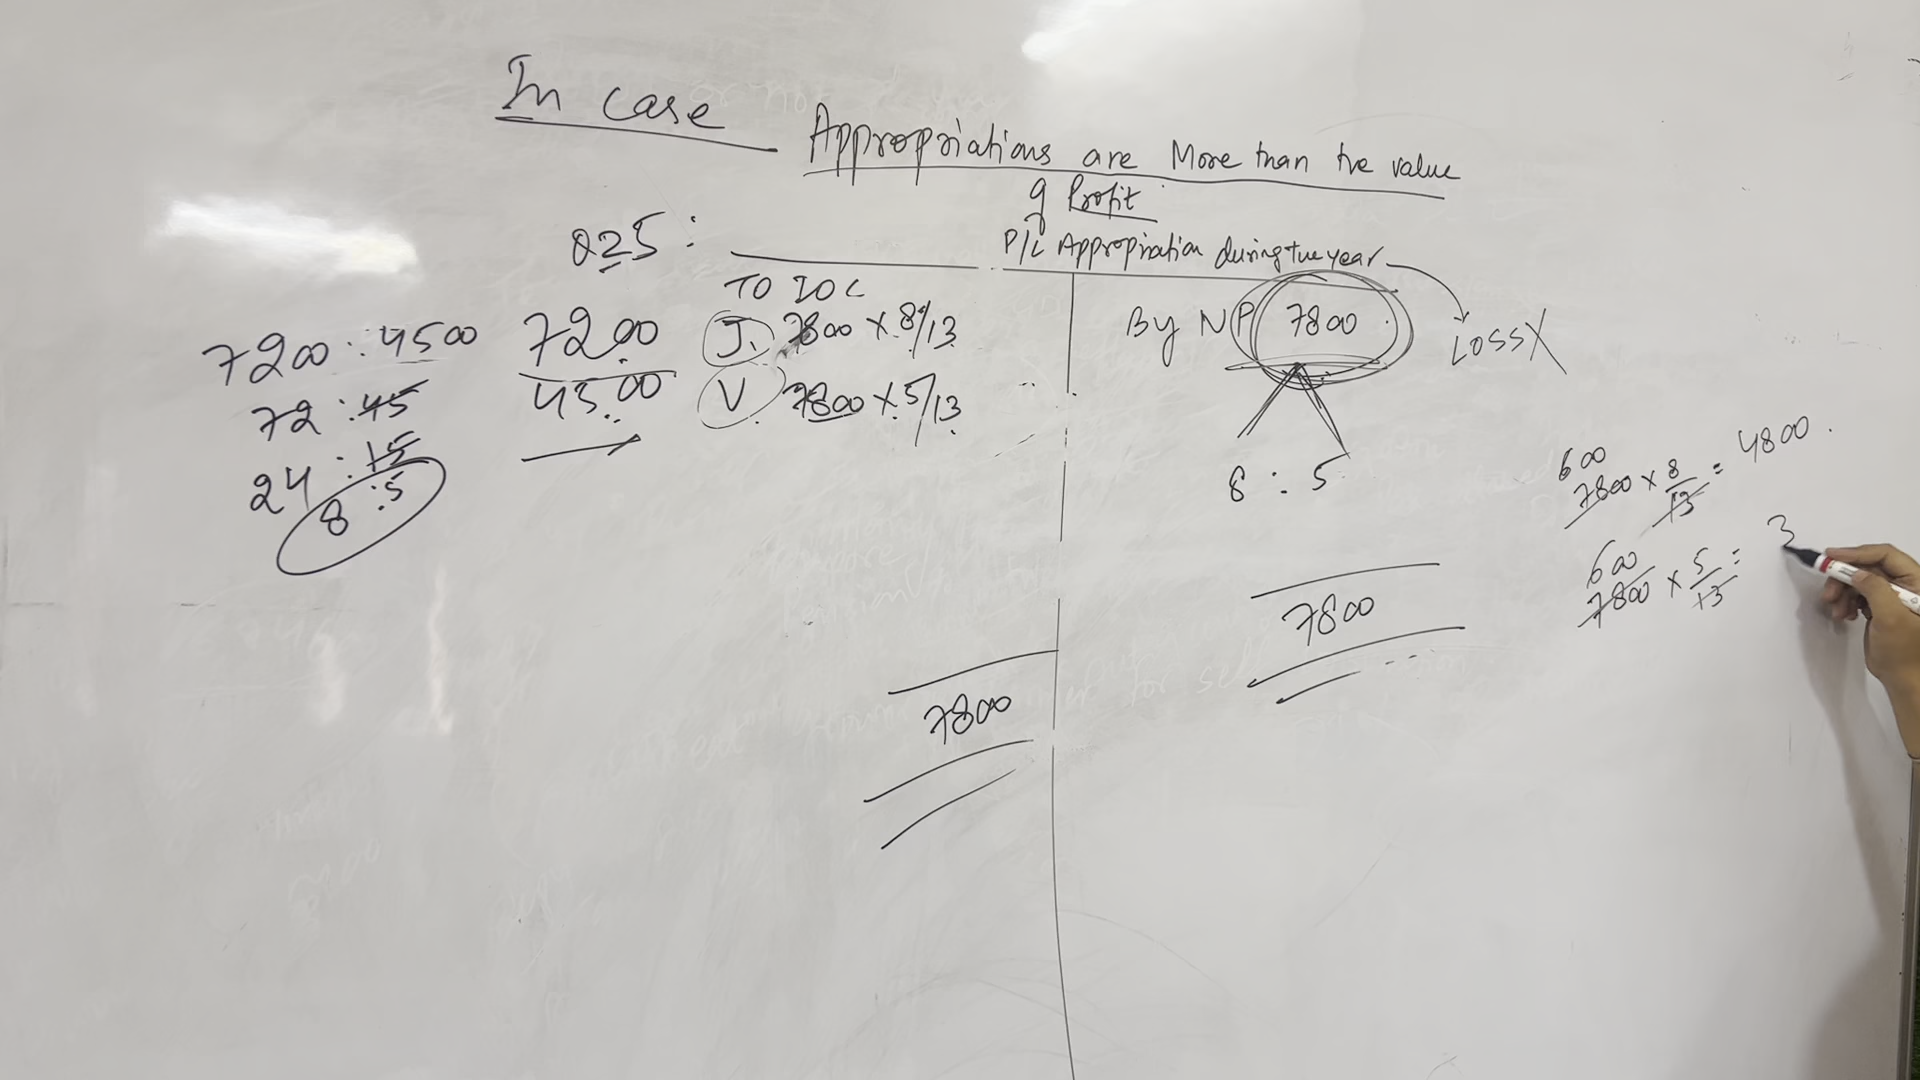 In case
Appropriations are More than the value
of Profit
Q25:
P/L Appropriation during the year
TO IOC
J. 7800 × 8/13
V. 7800 × 5/13
7200
4500
7200 : 4500
72 : 45
24 : 15
8 : 5
By NP 7800
LOSS X
8 : 5
600
7800 × 8/13 = 4800
600
7800 × 5/13 = 3
7800
7800